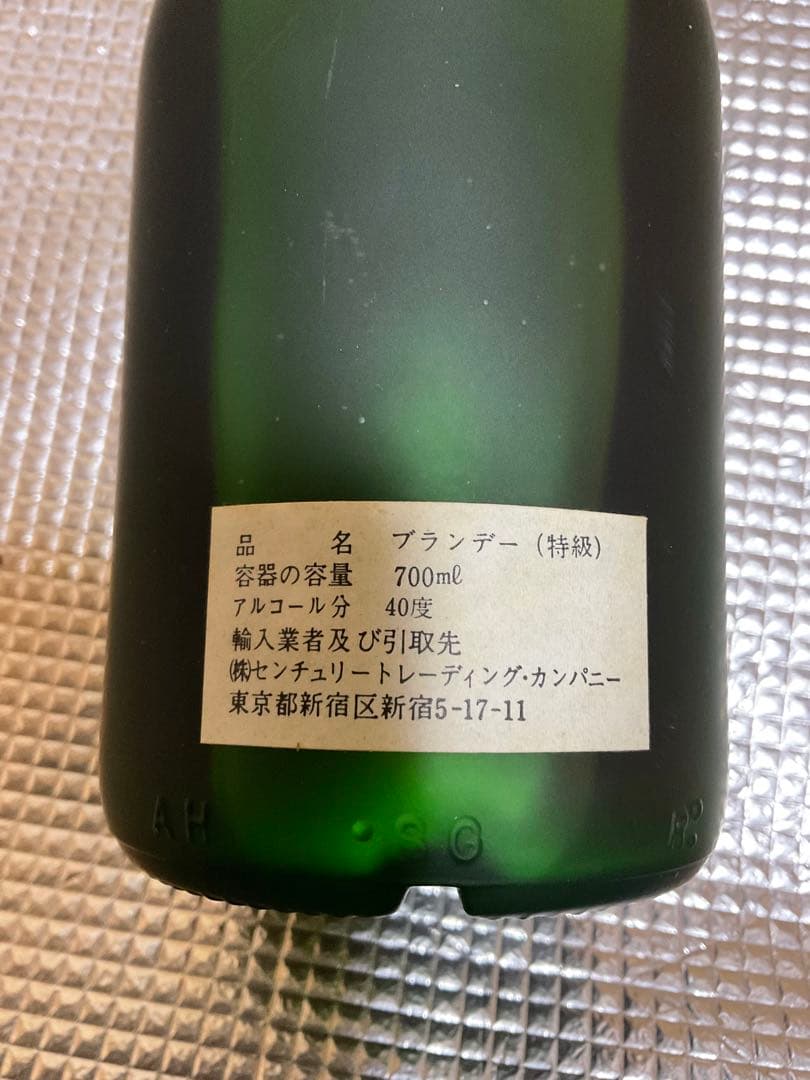 品 名 ブランデー(特級)
容器の容量 700mℓ
アルコール分 40度
輸入業者及び引取先
㈱センチュリートレーディング・カンパニー
東京都新宿区新宿5-17-11
AH